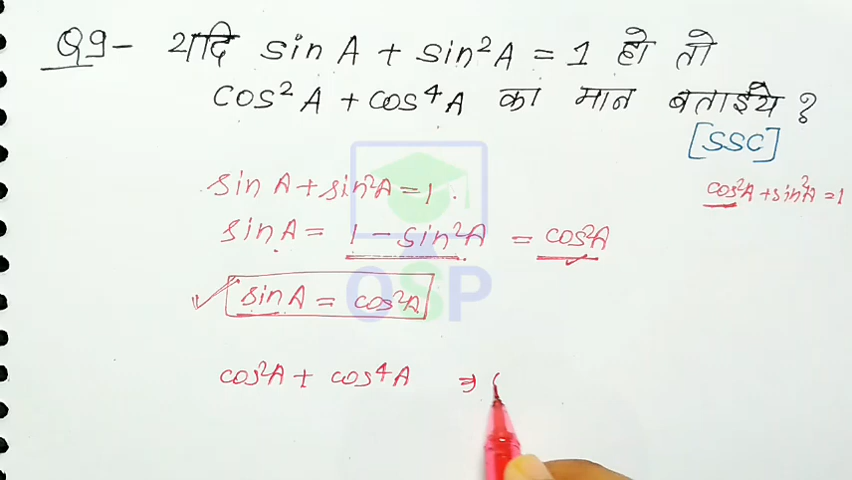 Q9- यदि sin A + sin²A = 1 हो तो
cos²A + cos⁴A का मान बताईये ?
[SSC]
sin A + sin²A = 1.
cos²A + sin²A = 1
sin A = 1 - sin²A = cos²A
sin A = cos²A
OSP
cos²A + cos⁴A ⇒ (